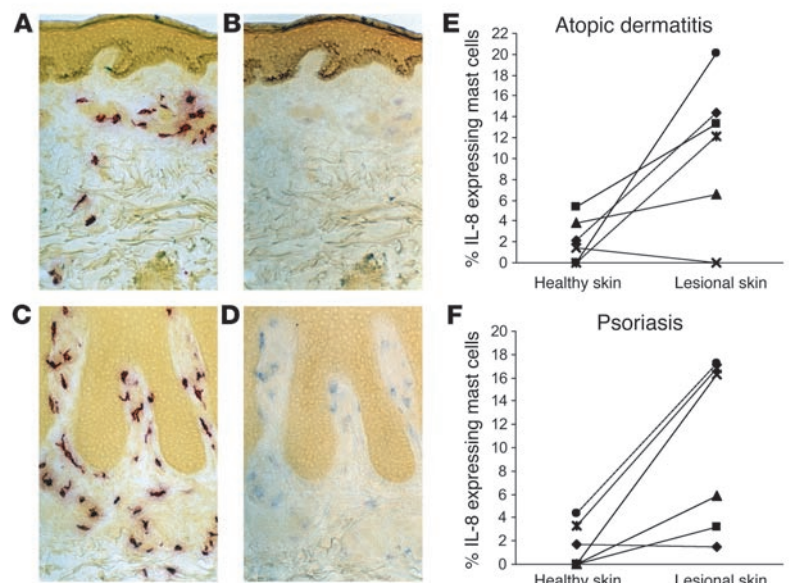 A
B
E
Atopic dermatitis
% IL-8 expressing mast cells
22
20
18
16
14
12
10
8
6
4
2
0
Healthy skin Lesional skin
C
D
F
Psoriasis
% IL-8 expressing mast cells
20
18
16
14
12
10
8
6
4
2
0
Healthy skin Lesional skin